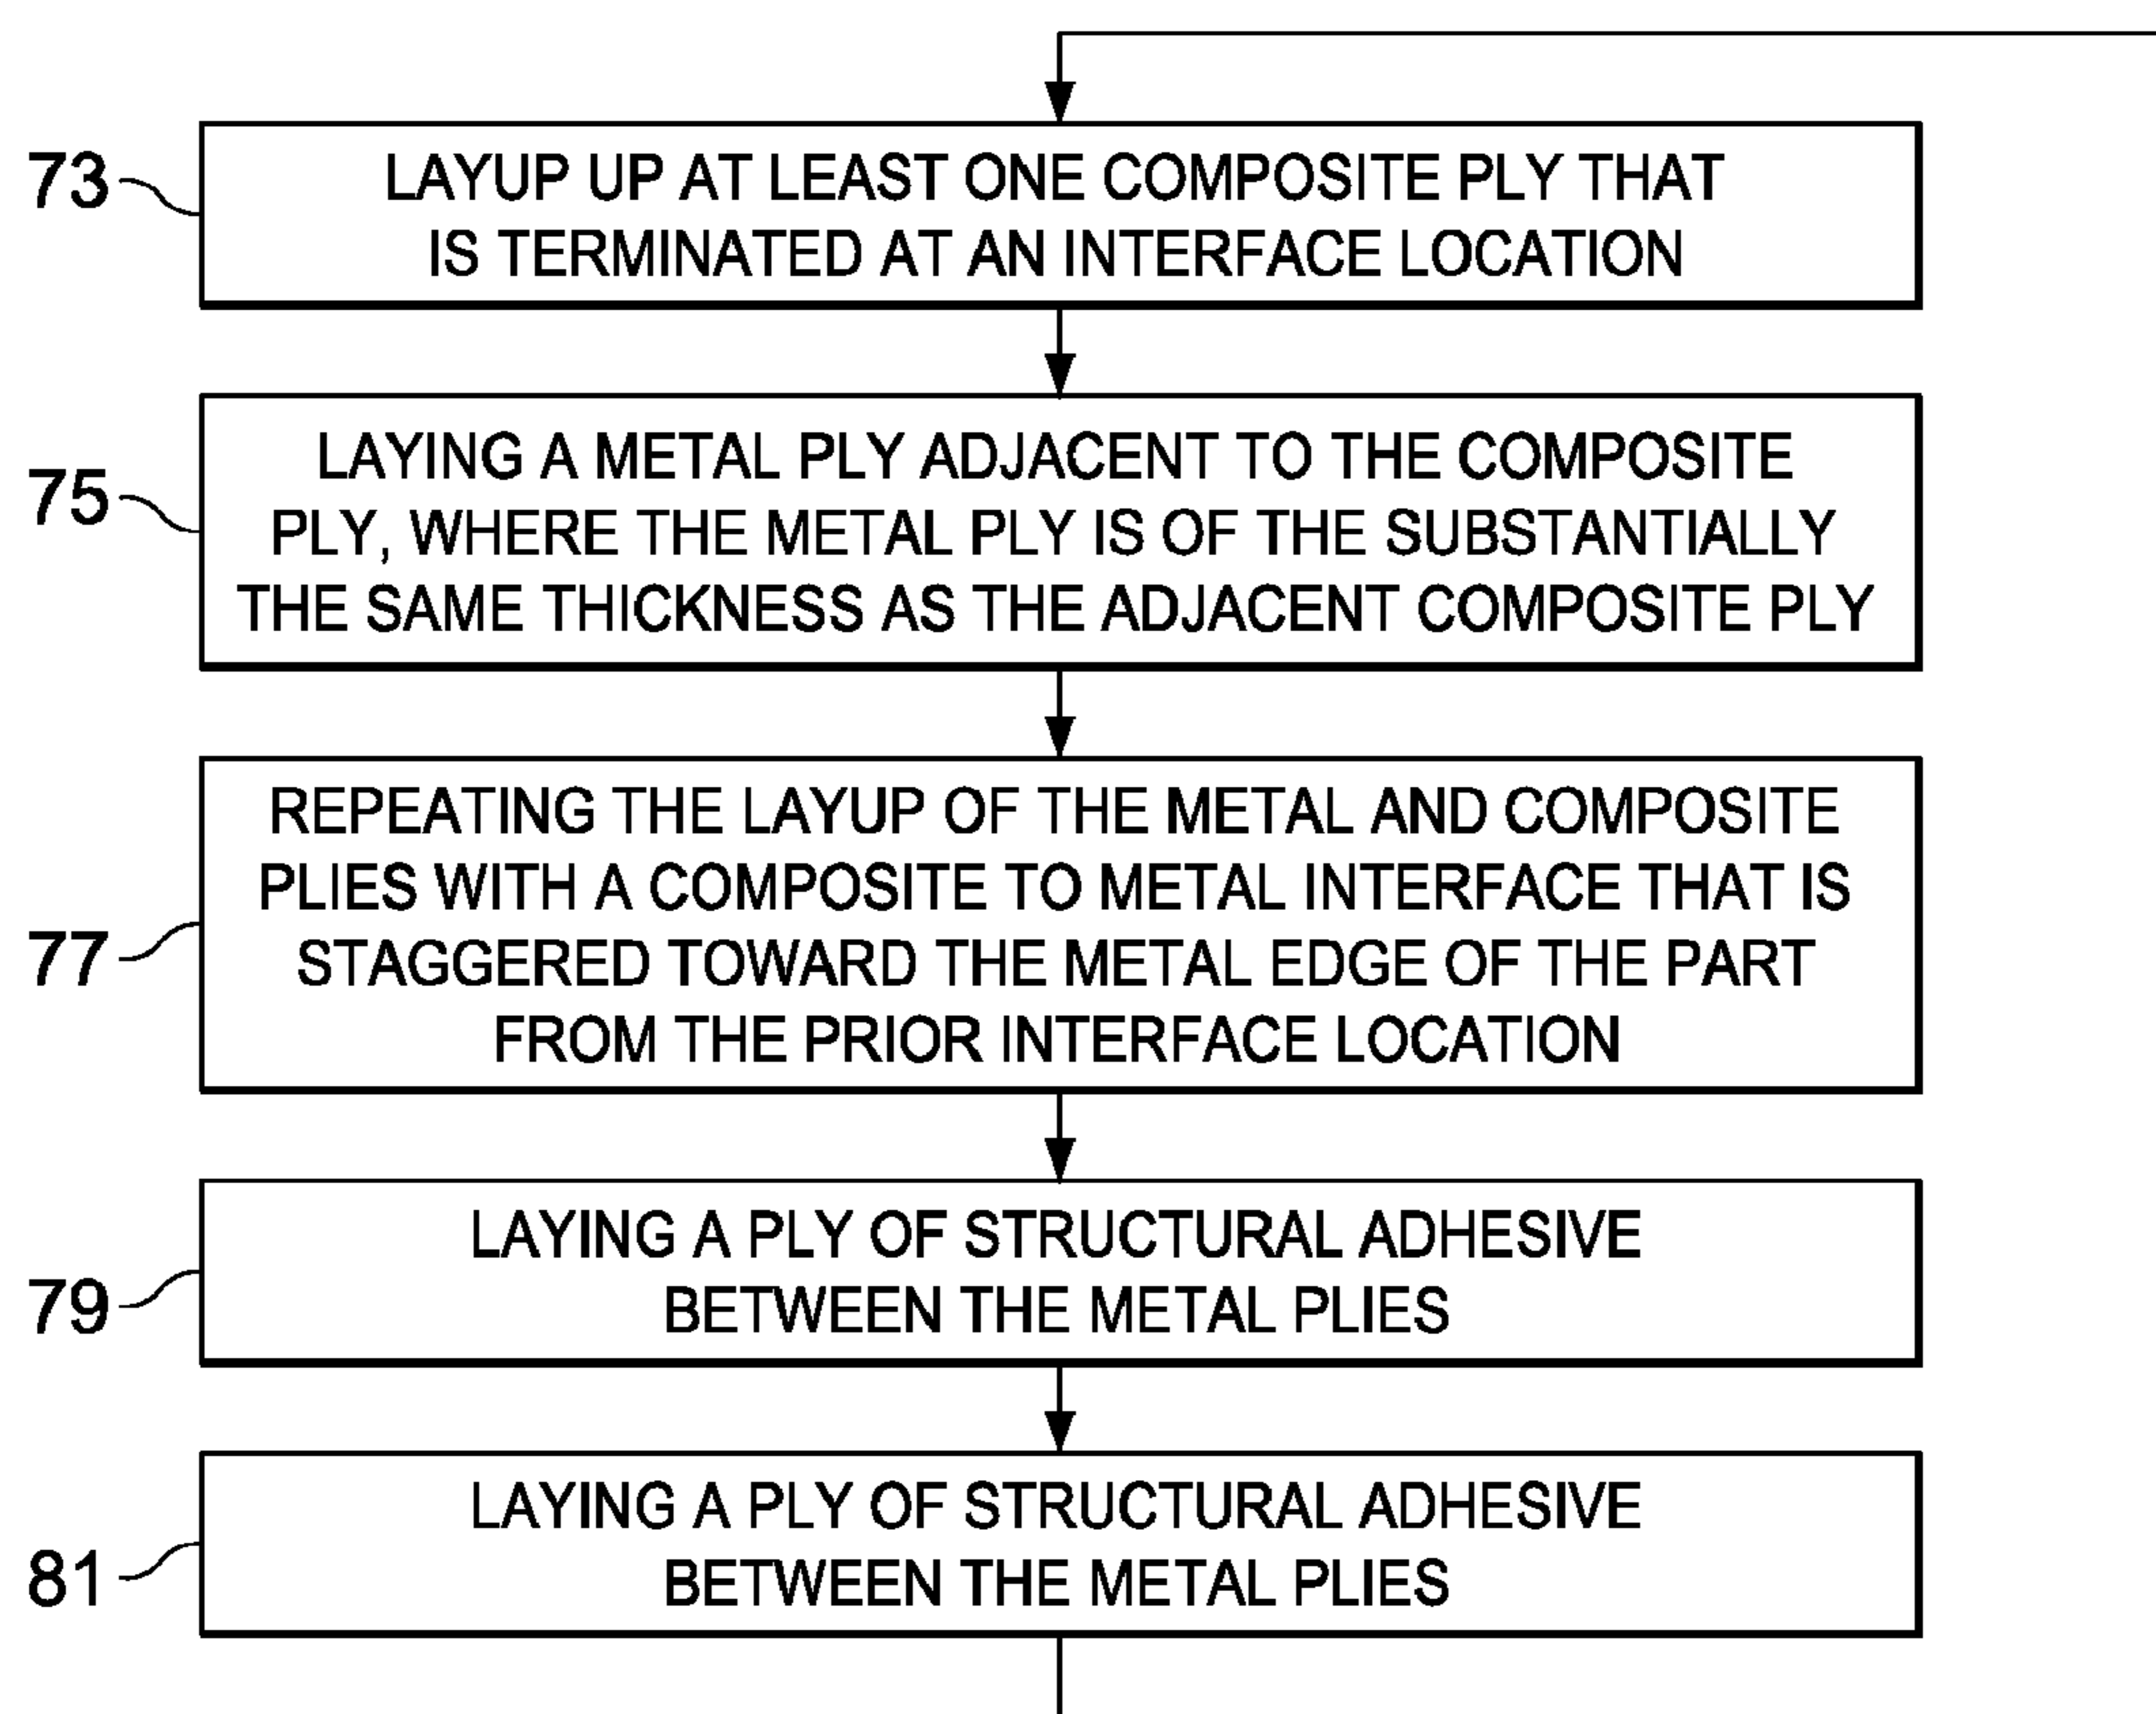 73
LAYUP UP AT LEAST ONE COMPOSITE PLY THAT
IS TERMINATED AT AN INTERFACE LOCATION
75
LAYING A METAL PLY ADJACENT TO THE COMPOSITE
PLY, WHERE THE METAL PLY IS OF THE SUBSTANTIALLY
THE SAME THICKNESS AS THE ADJACENT COMPOSITE PLY
77
REPEATING THE LAYUP OF THE METAL AND COMPOSITE
PLIES WITH A COMPOSITE TO METAL INTERFACE THAT IS
STAGGERED TOWARD THE METAL EDGE OF THE PART
FROM THE PRIOR INTERFACE LOCATION
79
LAYING A PLY OF STRUCTURAL ADHESIVE
BETWEEN THE METAL PLIES
81
LAYING A PLY OF STRUCTURAL ADHESIVE
BETWEEN THE METAL PLIES